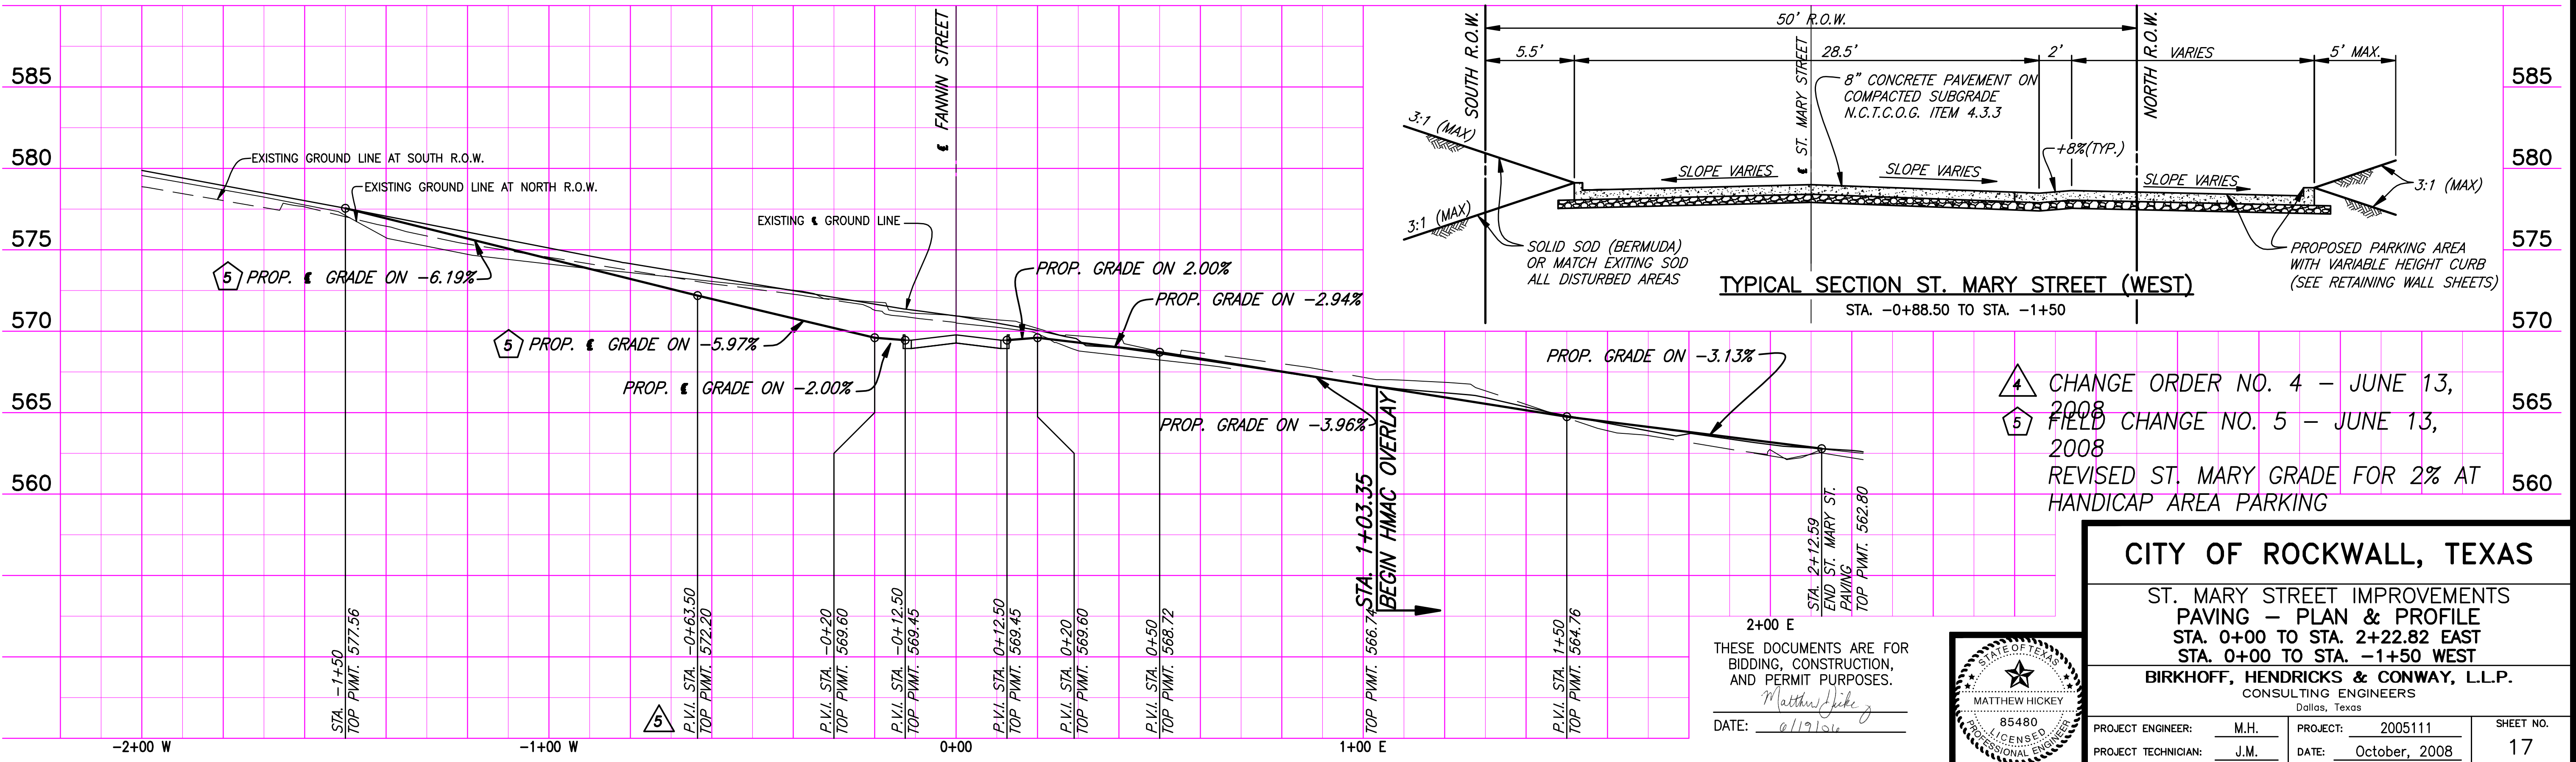 585
580
575
570
565
560
℄ FANNIN STREET
EXISTING GROUND LINE AT SOUTH R.O.W.
EXISTING GROUND LINE AT NORTH R.O.W.
EXISTING ℄ GROUND LINE
5 PROP. ℄ GRADE ON -6.19%
5 PROP. ℄ GRADE ON -5.97%
PROP. ℄ GRADE ON -2.00%
PROP. GRADE ON 2.00%
PROP. GRADE ON -2.94%
PROP. GRADE ON -3.96%
PROP. GRADE ON -3.13%
STA. 1+03.35
BEGIN HMAC OVERLAY
STA. -1+50
TOP PVMT. 577.56
5
P.V.I. STA. -0+63.50
TOP PVMT. 572.20
P.V.I. STA. -0+20
TOP PVMT. 569.60
P.V.I. STA. -0+12.50
TOP PVMT. 569.45
P.V.I. STA. 0+12.50
TOP PVMT. 569.45
P.V.I. STA. 0+20
TOP PVMT. 569.60
P.V.I. STA. 0+50
TOP PVMT. 568.72
TOP PVMT. 566.74
P.V.I. STA. 1+50
TOP PVMT. 564.76
STA. 2+12.59
END ST. MARY ST.
PAVING
TOP PVMT. 562.80
-2+00 W
-1+00 W
0+00
1+00 E
2+00 E
50' R.O.W.
SOUTH R.O.W.
NORTH R.O.W.
5.5'
28.5'
2'
VARIES
5' MAX.
℄ ST. MARY STREET
8" CONCRETE PAVEMENT ON
COMPACTED SUBGRADE
N.C.T.C.O.G. ITEM 4.3.3
3:1 (MAX)
3:1 (MAX)
SLOPE VARIES
SLOPE VARIES
+8%(TYP.)
SLOPE VARIES
3:1 (MAX)
SOLID SOD (BERMUDA)
OR MATCH EXITING SOD
ALL DISTURBED AREAS
PROPOSED PARKING AREA
WITH VARIABLE HEIGHT CURB
(SEE RETAINING WALL SHEETS)
TYPICAL SECTION ST. MARY STREET (WEST)
STA. -0+88.50 TO STA. -1+50
585
580
575
570
565
560
4 CHANGE ORDER NO. 4 - JUNE 13,
2008
5 FIELD CHANGE NO. 5 - JUNE 13,
2008
REVISED ST. MARY GRADE FOR 2% AT
HANDICAP AREA PARKING
THESE DOCUMENTS ARE FOR
BIDDING, CONSTRUCTION,
AND PERMIT PURPOSES.
DATE: 6/19/06
STATE OF TEXAS
MATTHEW HICKEY
85480
LICENSED
PROFESSIONAL ENGINEER
CITY OF ROCKWALL, TEXAS
ST. MARY STREET IMPROVEMENTS
PAVING - PLAN & PROFILE
STA. 0+00 TO STA. 2+22.82 EAST
STA. 0+00 TO STA. -1+50 WEST
BIRKHOFF, HENDRICKS & CONWAY, L.L.P.
CONSULTING ENGINEERS
Dallas, Texas
PROJECT ENGINEER: M.H.
PROJECT TECHNICIAN: J.M.
PROJECT: 2005111
DATE: October, 2008
SHEET NO.
17